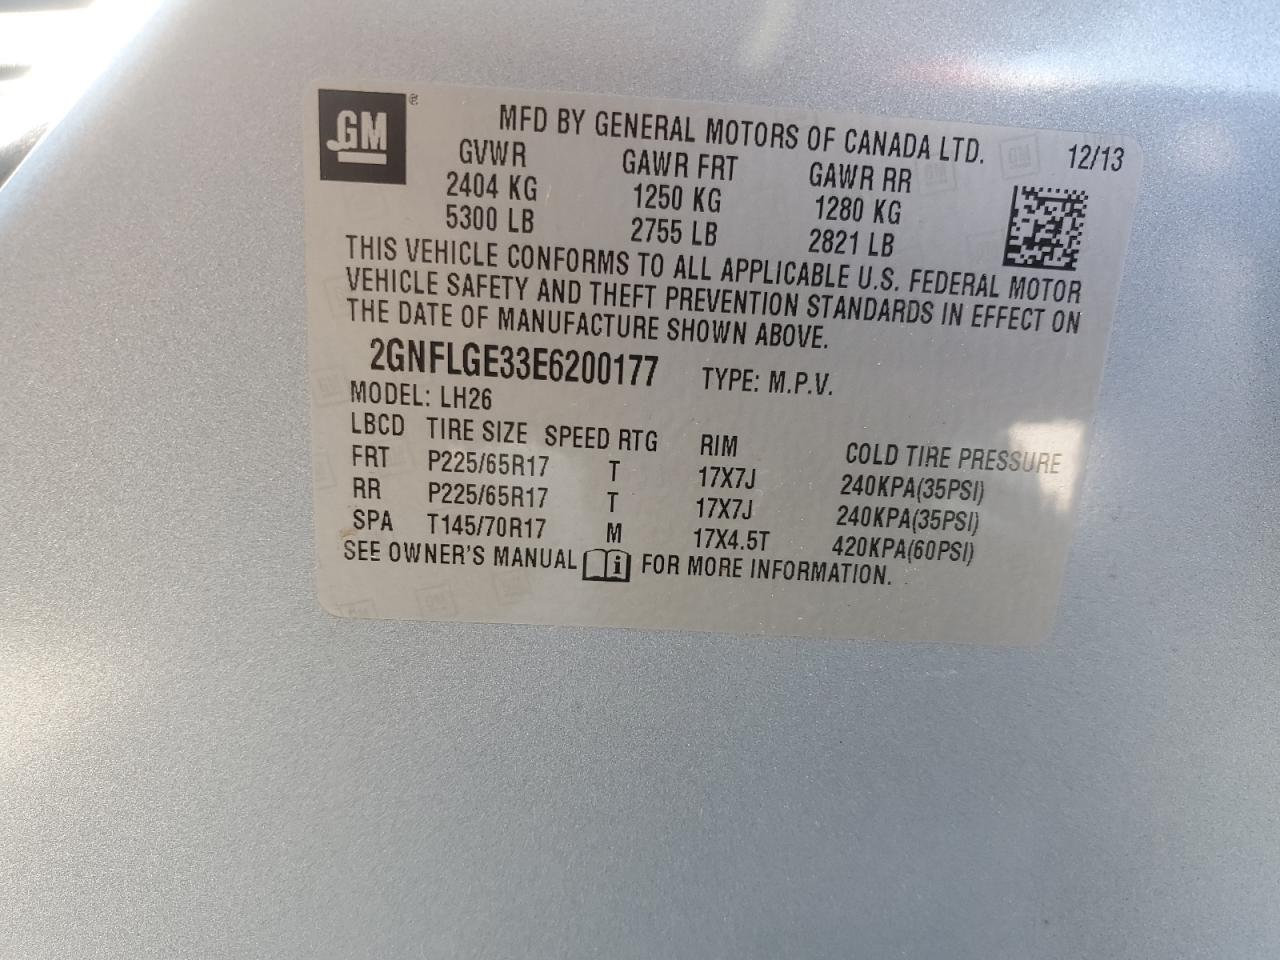 GM ®
MFD BY GENERAL MOTORS OF CANADA LTD. 12/13
GVWR GAWR FRT GAWR RR
2404 KG 1250 KG 1280 KG
5300 LB 2755 LB 2821 LB
THIS VEHICLE CONFORMS TO ALL APPLICABLE U.S. FEDERAL MOTOR
VEHICLE SAFETY AND THEFT PREVENTION STANDARDS IN EFFECT ON
THE DATE OF MANUFACTURE SHOWN ABOVE.
2GNFLGE33E6200177 TYPE: M.P.V.
MODEL: LH26
LBCD TIRE SIZE SPEED RTG RIM COLD TIRE PRESSURE
FRT P225/65R17 T 17X7J 240KPA(35PSI)
RR P225/65R17 T 17X7J 240KPA(35PSI)
SPA T145/70R17 M 17X4.5T 420KPA(60PSI)
SEE OWNER'S MANUAL i FOR MORE INFORMATION.